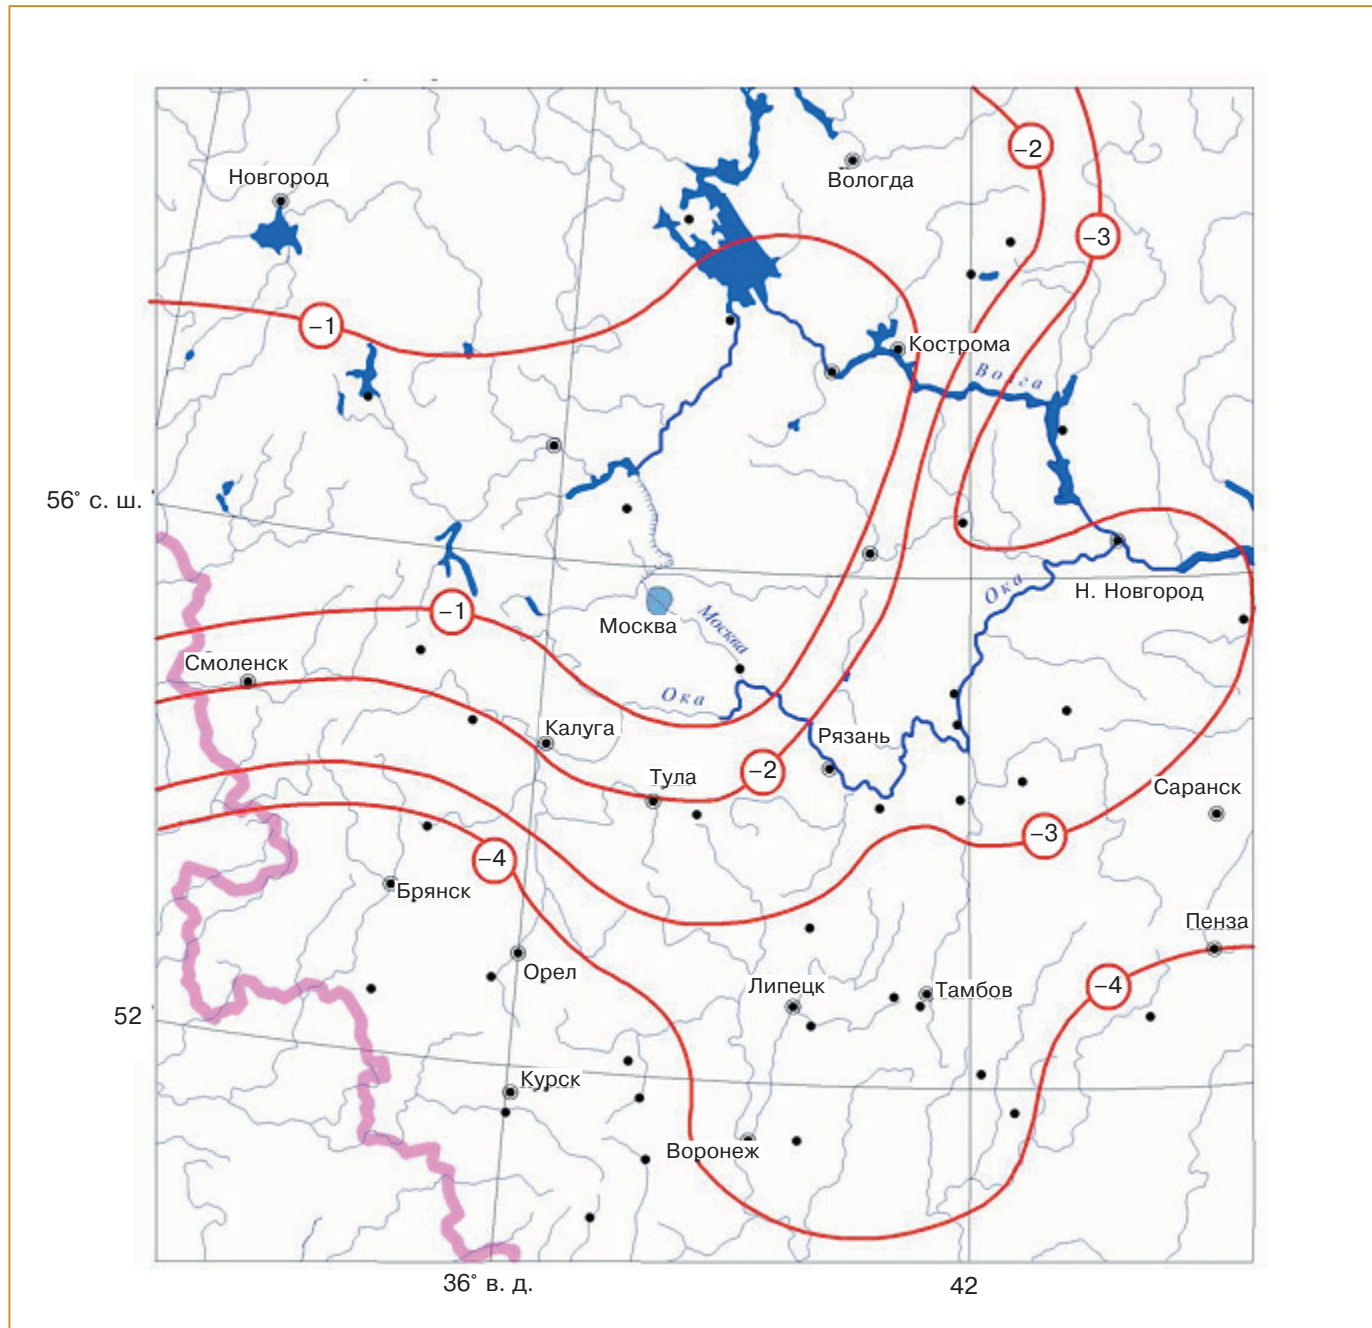 Новгород
Вологда
−2
−3
−1
Кострома
Волга
56° с. ш.
Ока
Н. Новгород
−1
Москва
Москва
Смоленск
Ока
Калуга
Рязань
−2
Тула
Саранск
−3
−4
Брянск
Пенза
Орел
Липецк
Тамбов
−4
52
Курск
Воронеж
36° в. д.
42